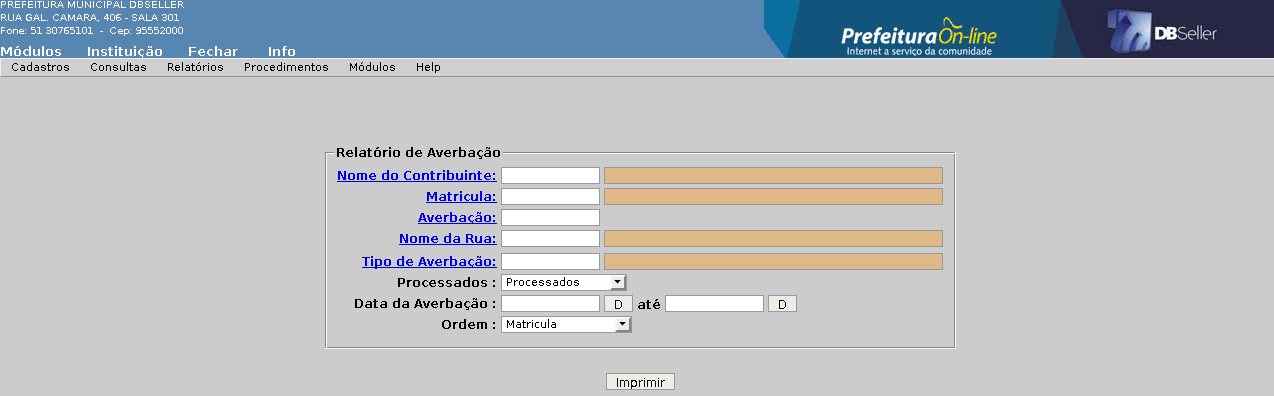 PREFEITURA MUNICIPAL DBSELLER
RUA GAL. CAMARA, 406 - SALA 301
Fone: 51 30765101 - Cep: 95552000
Módulos Instituição Fechar Info
Prefeitura On-line
Internet a serviço da comunidade
DBSeller
Cadastros Consultas Relatórios Procedimentos Módulos Help
Relatório de Averbação
Nome do Contribuinte:
Matricula:
Averbação:
Nome da Rua:
Tipo de Averbação:
Processados : Processados
Data da Averbação : D até D
Ordem : Matricula
Imprimir